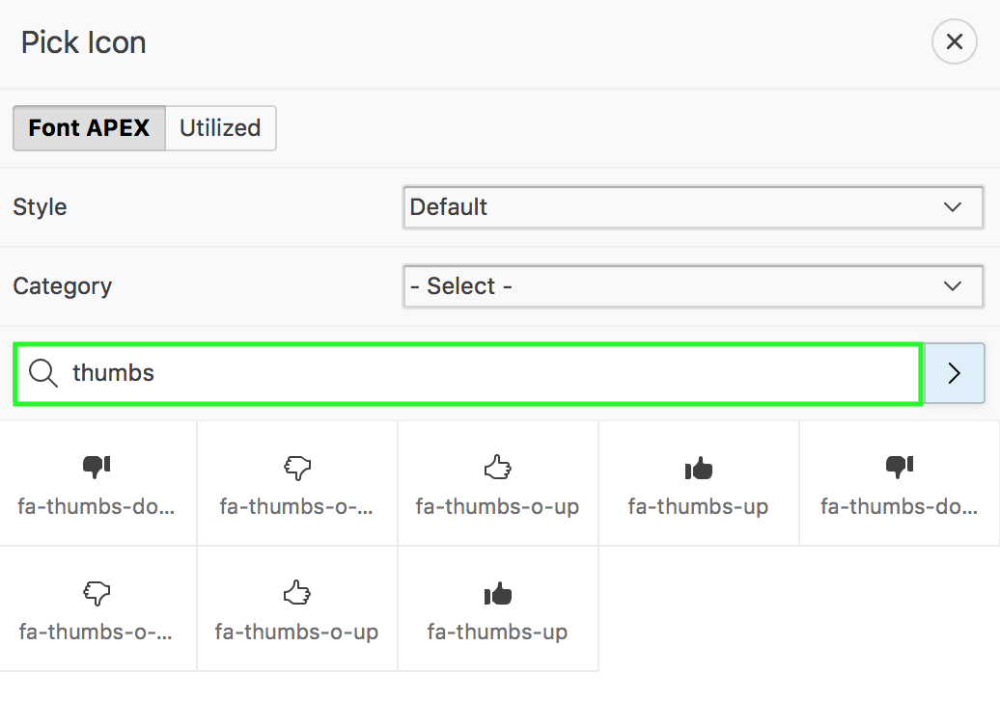 Pick Icon
Font APEX Utilized
Style Default
Category - Select -
thumbs
fa-thumbs-do... fa-thumbs-o-... fa-thumbs-o-up fa-thumbs-up fa-thumbs-do...
fa-thumbs-o-... fa-thumbs-o-up fa-thumbs-up